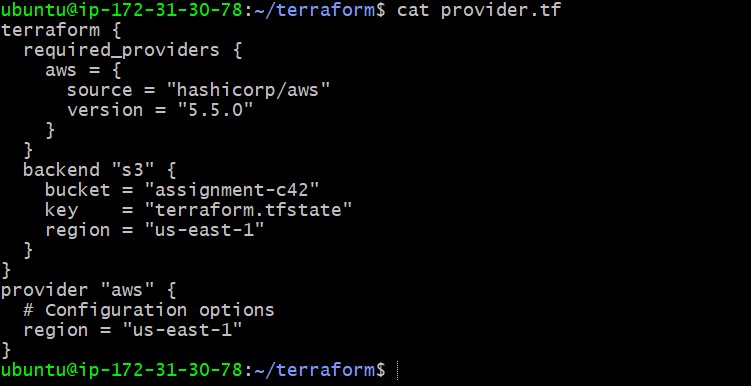 ubuntu@ip-172-31-30-78:~/terraform$ cat provider.tf
terraform {
  required_providers {
    aws = {
      source = "hashicorp/aws"
      version = "5.5.0"
    }
  }
  backend "s3" {
    bucket = "assignment-c42"
    key    = "terraform.tfstate"
    region = "us-east-1"
  }
}
provider "aws" {
  # Configuration options
  region = "us-east-1"
}
ubuntu@ip-172-31-30-78:~/terraform$